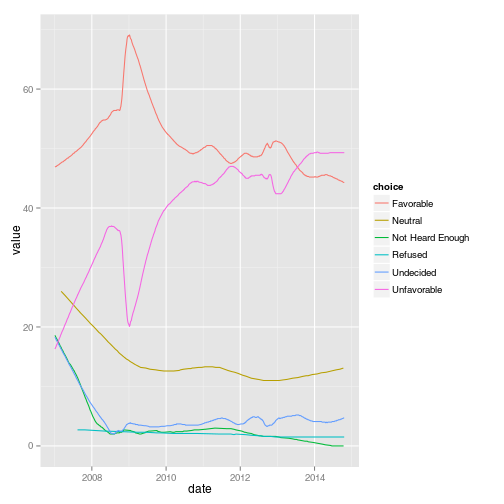 60
40
20
0
value
2008
2010
2012
2014
date
choice
Favorable
Neutral
Not Heard Enough
Refused
Undecided
Unfavorable